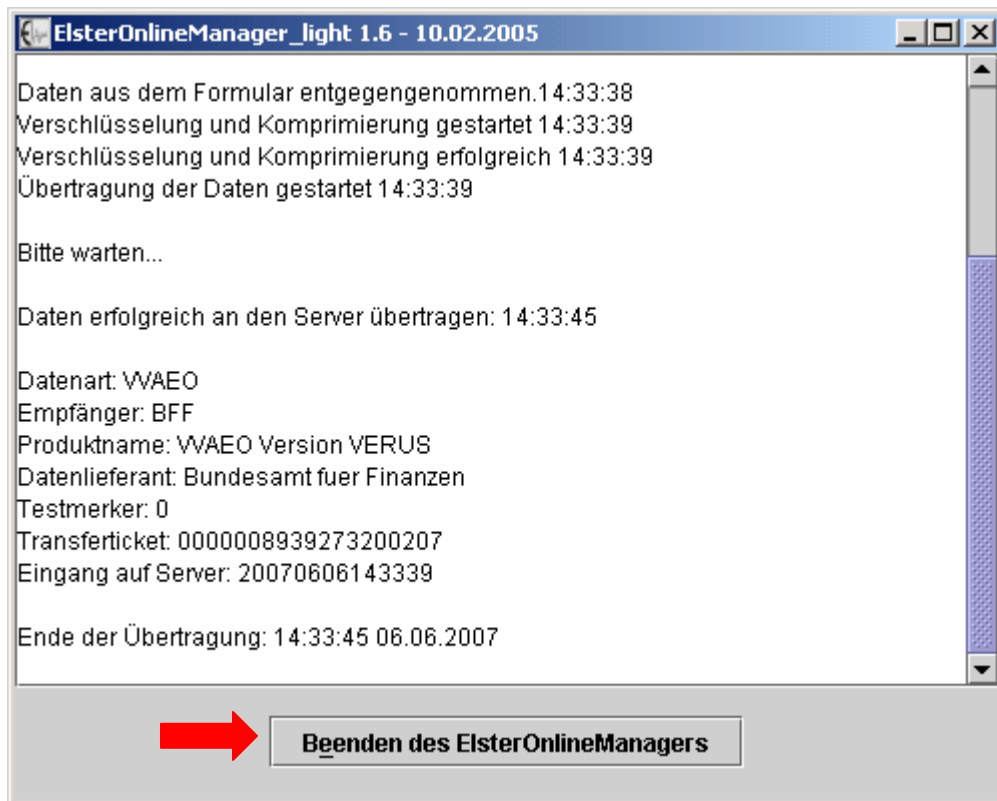 ElsterOnlineManager_light 1.6 - 10.02.2005
Daten aus dem Formular entgegengenommen.14:33:38
Verschlüsselung und Komprimierung gestartet 14:33:39
Verschlüsselung und Komprimierung erfolgreich 14:33:39
Übertragung der Daten gestartet 14:33:39
Bitte warten...
Daten erfolgreich an den Server übertragen: 14:33:45
Datenart: VVAEO
Empfänger: BFF
Produktname: VVAEO Version VERUS
Datenlieferant: Bundesamt fuer Finanzen
Testmerker: 0
Transferticket: 0000008939273200207
Eingang auf Server: 20070606143339
Ende der Übertragung: 14:33:45 06.06.2007
Beenden des ElsterOnlineManagers